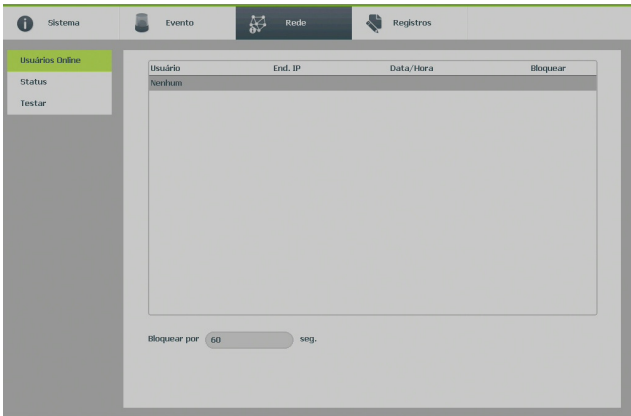 Sistema Evento Rede Registros
Usuários Online
Status
Testar
Usuário End. IP Data/Hora Bloquear
Nenhum
Bloquear por 60 seg.